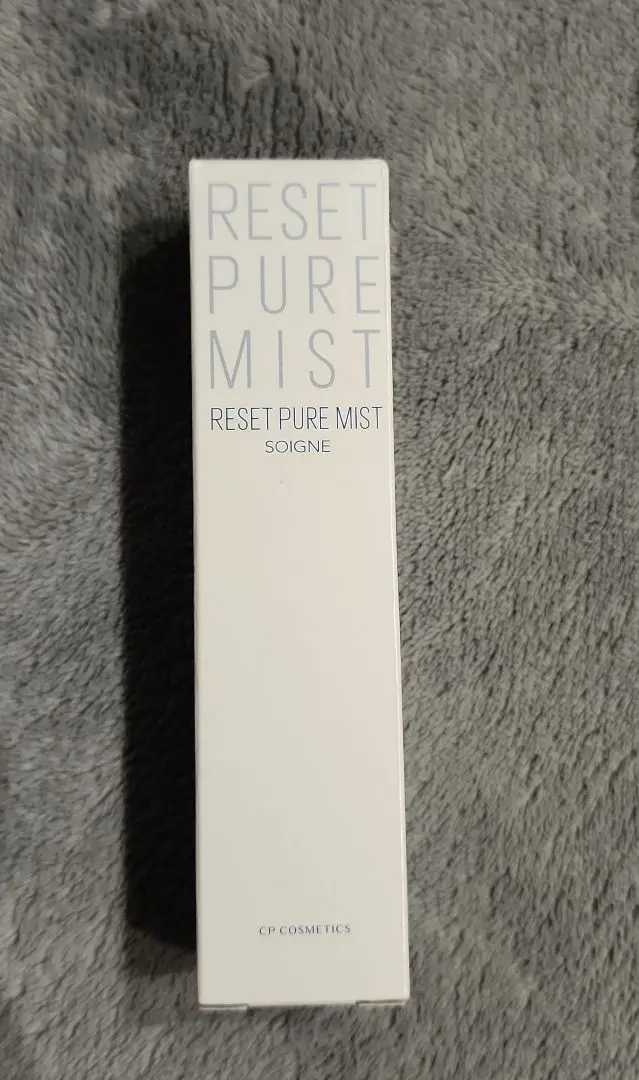 RESET
PURE
MIST
RESET PURE MIST
SOIGNE
CP COSMETICS